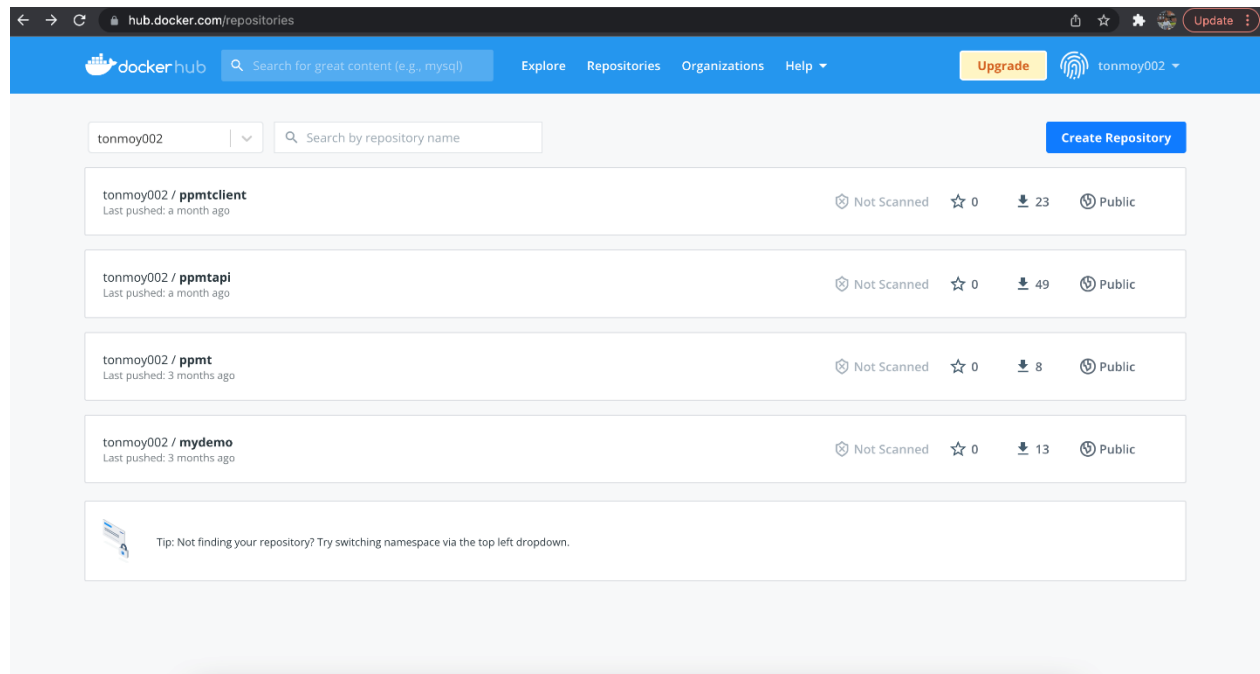 hub.docker.com/repositories
Update
dockerhub
Search for great content (e.g., mysql)
Explore
Repositories
Organizations
Help
Upgrade
tonmoy002
tonmoy002
Search by repository name
Create Repository
tonmoy002 / ppmtclient
Last pushed: a month ago
Not Scanned
0
23
Public
tonmoy002 / ppmtapi
Last pushed: a month ago
Not Scanned
0
49
Public
tonmoy002 / ppmt
Last pushed: 3 months ago
Not Scanned
0
8
Public
tonmoy002 / mydemo
Last pushed: 3 months ago
Not Scanned
0
13
Public
Tip: Not finding your repository? Try switching namespace via the top left dropdown.